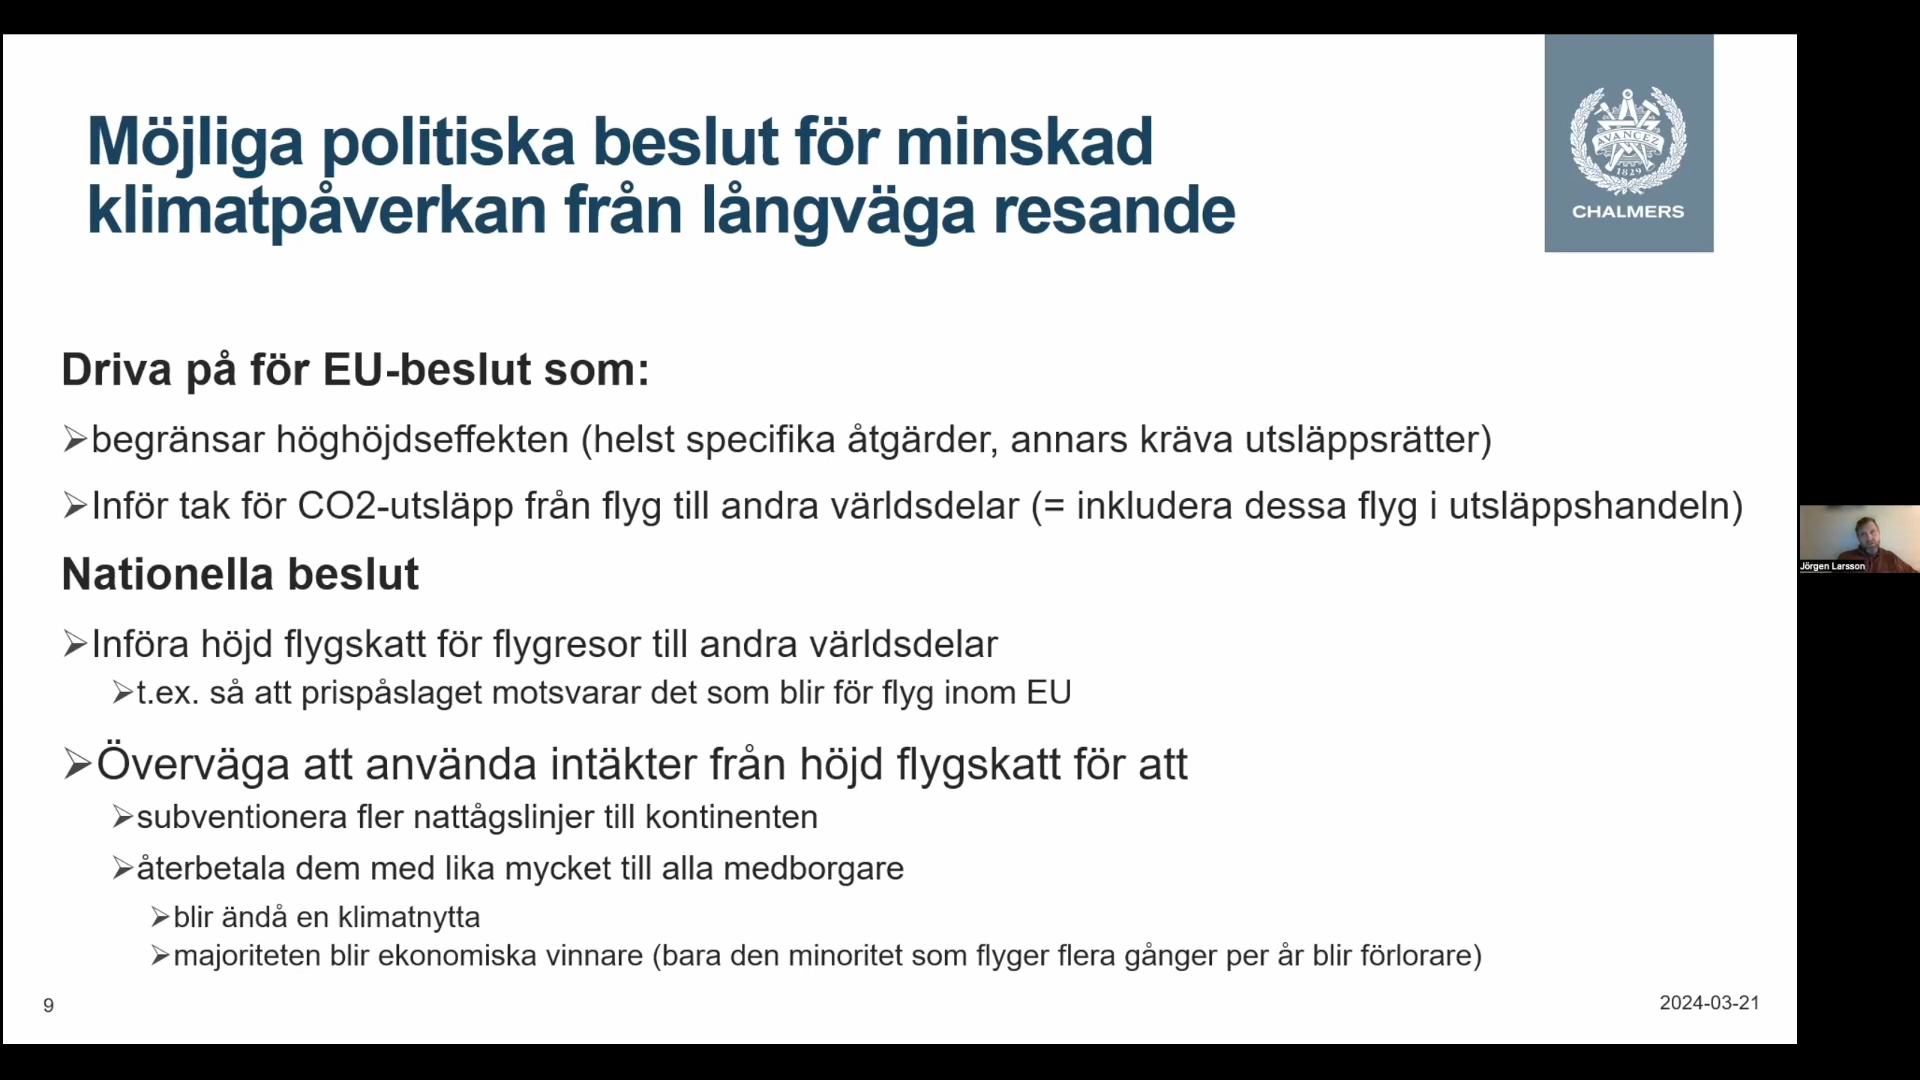 Möjliga politiska beslut för minskad
klimatpåverkan från långväga resande
AVANCEZ
1829
CHALMERS
Driva på för EU-beslut som:
➢begränsar höghöjdseffekten (helst specifika åtgärder, annars kräva utsläppsrätter)
➢Inför tak för CO2-utsläpp från flyg till andra världsdelar (= inkludera dessa flyg i utsläppshandeln)
Nationella beslut
➢Införa höjd flygskatt för flygresor till andra världsdelar
➢t.ex. så att prispåslaget motsvarar det som blir för flyg inom EU
➢Överväga att använda intäkter från höjd flygskatt för att
➢subventionera fler nattågslinjer till kontinenten
➢återbetala dem med lika mycket till alla medborgare
➢blir ändå en klimatnytta
➢majoriteten blir ekonomiska vinnare (bara den minoritet som flyger flera gånger per år blir förlorare)
9
2024-03-21
Jörgen Larsson